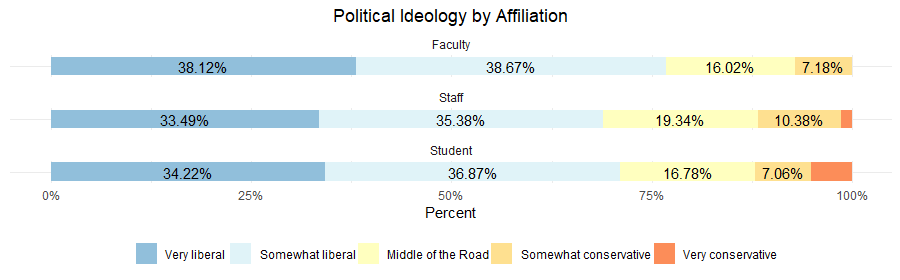 Political Ideology by Affiliation
Faculty
38.12% 38.67% 16.02% 7.18%
Staff
33.49% 35.38% 19.34% 10.38%
Student
34.22% 36.87% 16.78% 7.06%
0% 25% 50% 75% 100%
Percent
Very liberal Somewhat liberal Middle of the Road Somewhat conservative Very conservative